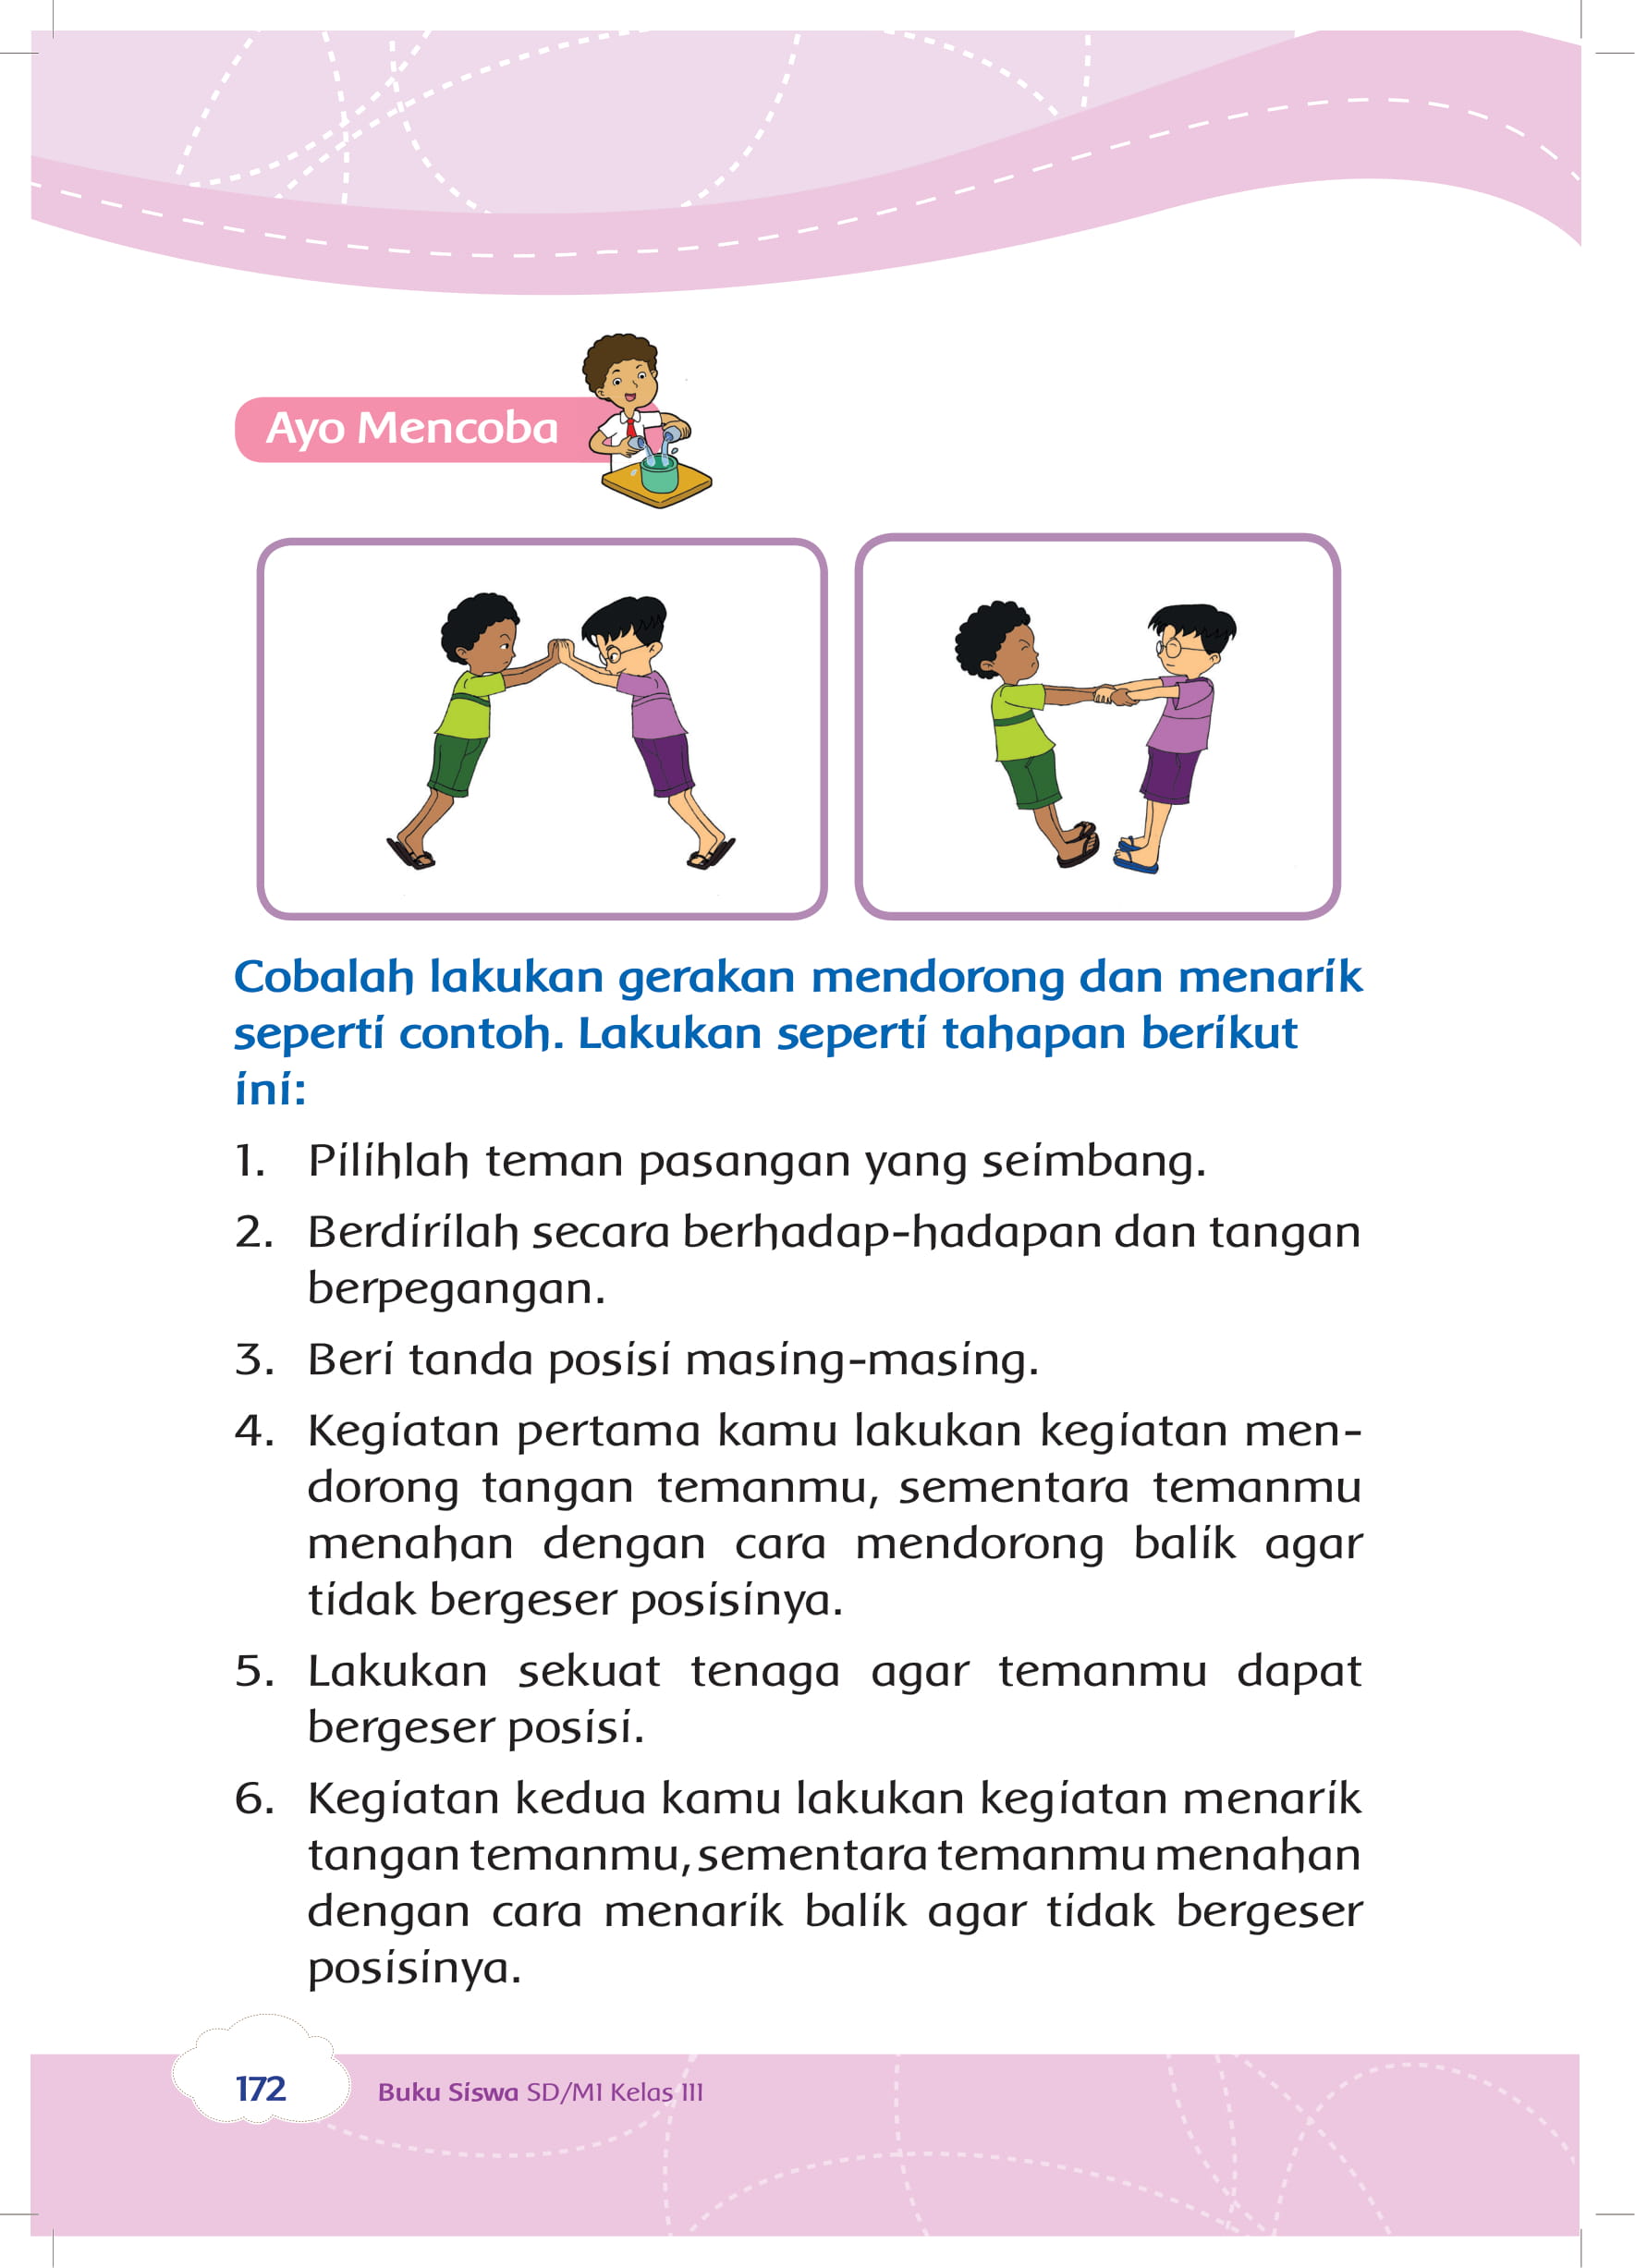 Ayo Mencoba
Cobalah lakukan gerakan mendorong dan menarik
seperti contoh. Lakukan seperti tahapan berikut
ini:
1. Pilihlah teman pasangan yang seimbang.
2. Berdirilah secara berhadap-hadapan dan tangan
berpegangan.
3. Beri tanda posisi masing-masing.
4. Kegiatan pertama kamu lakukan kegiatan men-
dorong tangan temanmu, sementara temanmu
menahan dengan cara mendorong balik agar
tidak bergeser posisinya.
5. Lakukan sekuat tenaga agar temanmu dapat
bergeser posisi.
6. Kegiatan kedua kamu lakukan kegiatan menarik
tangan temanmu, sementara temanmu menahan
dengan cara menarik balik agar tidak bergeser
posisinya.
172 Buku Siswa SD/MI Kelas III